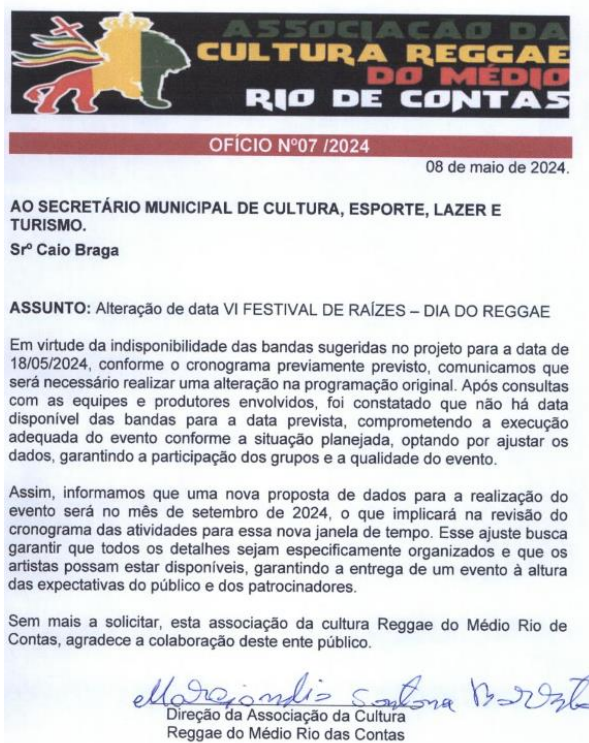 ASSOCIAÇÃO DA
CULTURA REGGAE
DO MÉDIO
RIO DE CONTAS
OFÍCIO Nº07 /2024
08 de maio de 2024.
AO SECRETÁRIO MUNICIPAL DE CULTURA, ESPORTE, LAZER E
TURISMO.
Srº Caio Braga
ASSUNTO: Alteração de data VI FESTIVAL DE RAÍZES – DIA DO REGGAE
Em virtude da indisponibilidade das bandas sugeridas no projeto para a data de
18/05/2024, conforme o cronograma previamente previsto, comunicamos que
será necessário realizar uma alteração na programação original. Após consultas
com as equipes e produtores envolvidos, foi constatado que não há data
disponível das bandas para a data prevista, comprometendo a execução
adequada do evento conforme a situação planejada, optando por ajustar os
dados, garantindo a participação dos grupos e a qualidade do evento.
Assim, informamos que uma nova proposta de dados para a realização do
evento será no mês de setembro de 2024, o que implicará na revisão do
cronograma das atividades para essa nova janela de tempo. Esse ajuste busca
garantir que todos os detalhes sejam especificamente organizados e que os
artistas possam estar disponíveis, garantindo a entrega de um evento à altura
das expectativas do público e dos patrocinadores.
Sem mais a solicitar, esta associação da cultura Reggae do Médio Rio de
Contas, agradece a colaboração deste ente público.
Santana
Direção da Associação da Cultura
Reggae do Médio Rio das Contas